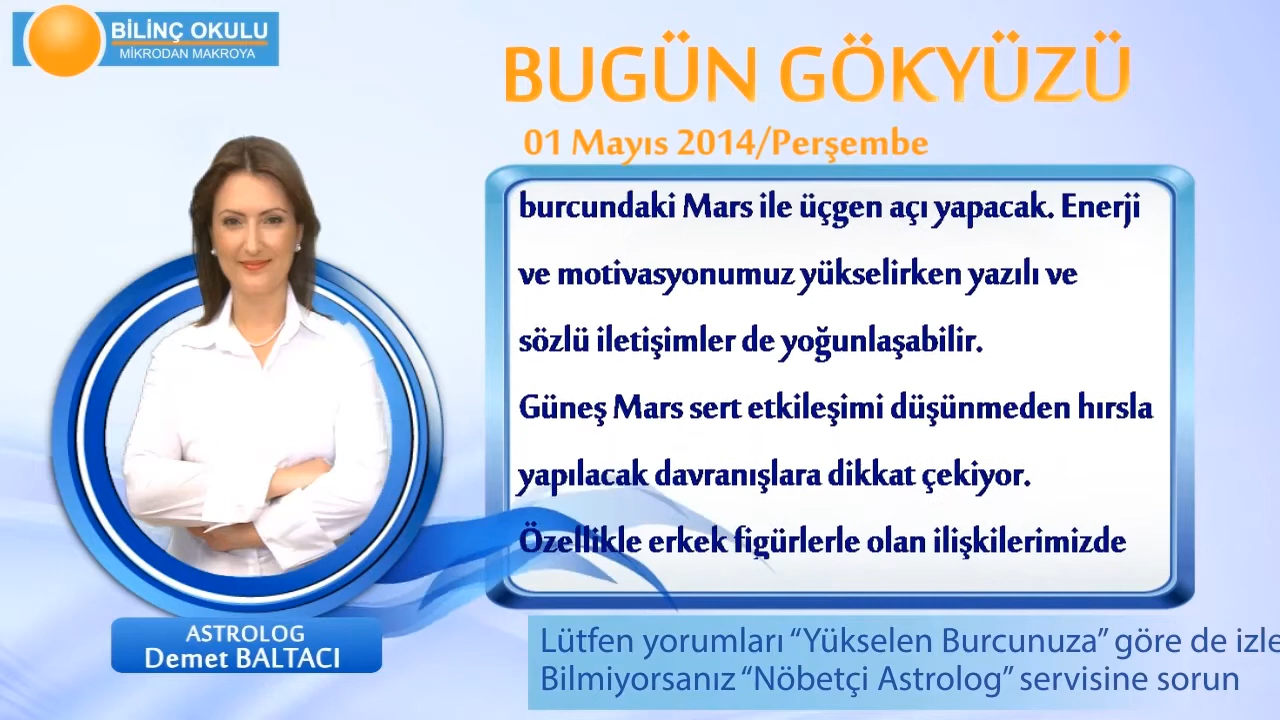 BİLİNÇ OKULU
MİKRODAN MAKROYA
BUGÜN GÖKYÜZÜ
01 Mayıs 2014/Perşembe
burcundaki Mars ile üçgen açı yapacak. Enerji
ve motivasyonumuz yükselirken yazılı ve
sözlü iletişimler de yoğunlaşabilir.
Güneş Mars sert etkileşimi düşünmeden hırsla
yapılacak davranışlara dikkat çekiyor.
Özellikle erkek figürlerle olan ilişkilerimizde
ASTROLOG
Demet BALTACI
Lütfen yorumları “Yükselen Burcunuza” göre de izle
Bilmiyorsanız “Nöbetçi Astrolog” servisine sorun